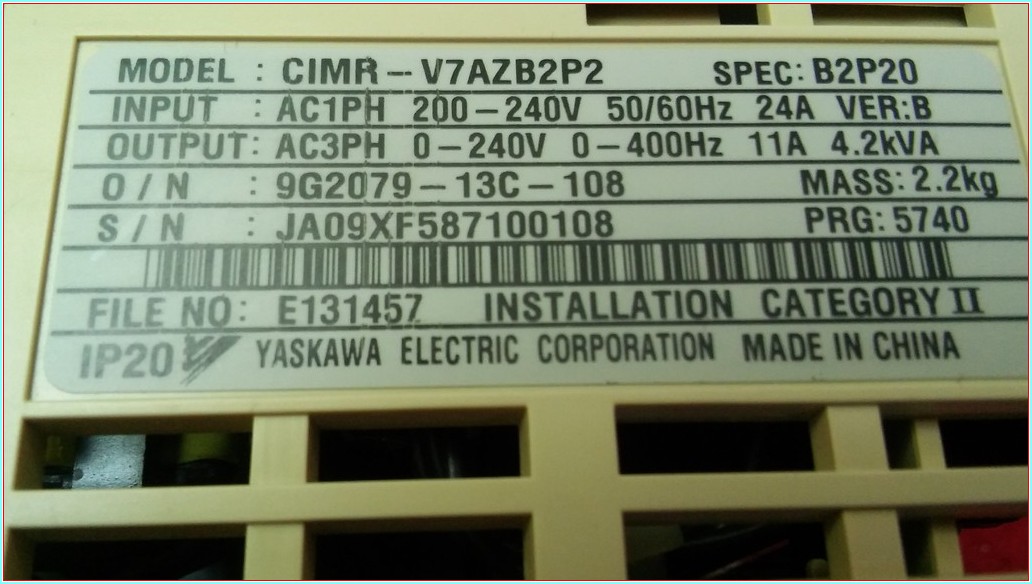 MODEL : CIMR-V7AZB2P2 SPEC: B2P20
INPUT : AC1PH 200-240V 50/60Hz 24A VER:B
OUTPUT: AC3PH 0-240V 0-400Hz 11A 4.2kVA
O / N : 9G2079-13C-108 MASS: 2.2kg
S / N : JA09XF587100108 PRG: 5740
FILE NO: E131457 INSTALLATION CATEGORY II
IP20 YASKAWA ELECTRIC CORPORATION MADE IN CHINA